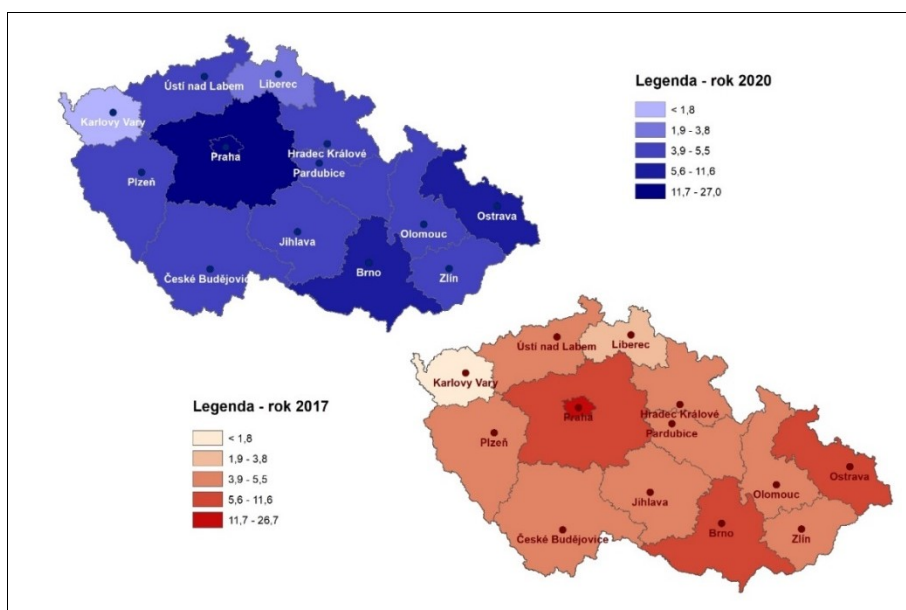 Ústí nad Labem
Liberec
Karlovy Vary
Praha
Hradec Králové
Pardubice
Plzeň
Jihlava
Olomouc
Ostrava
České Budějovice
Brno
Zlín
Legenda - rok 2020
< 1,8
1,9 - 3,8
3,9 - 5,5
5,6 - 11,6
11,7 - 27,0
Legenda - rok 2017
< 1,8
1,9 - 3,8
3,9 - 5,5
5,6 - 11,6
11,7 - 26,7
Ústí nad Labem
Liberec
Karlovy Vary
Praha
Hradec Králové
Pardubice
Plzeň
Jihlava
Olomouc
Ostrava
České Budějovice
Brno
Zlín